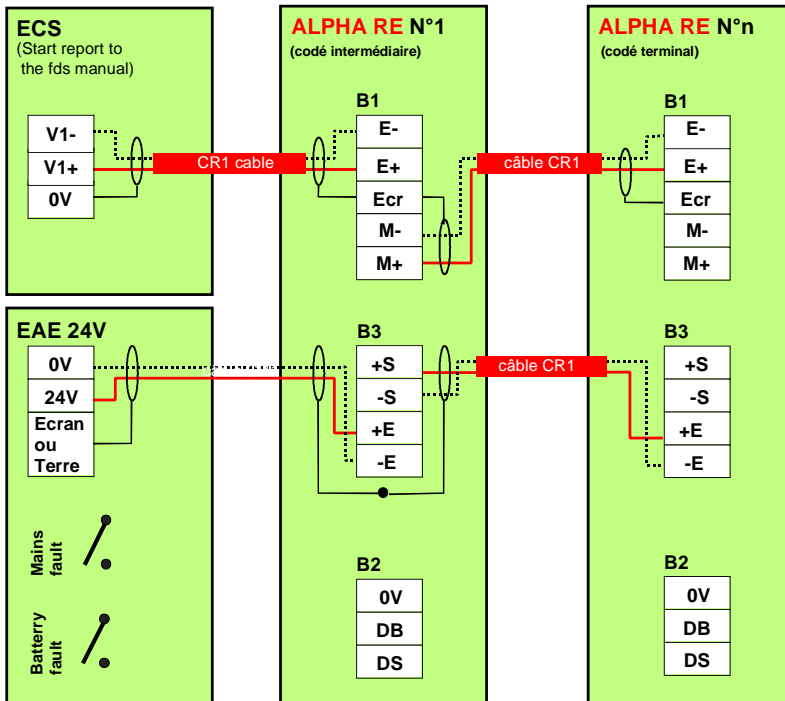 ECS
(Start report to
the fds manual)
V1-
V1+
0V
CR1 cable
ALPHA RE N°1
(codé intermédiaire)
B1
E-
E+
Ecr
M-
M+
câble CR1
ALPHA RE N°n
(codé terminal)
B1
E-
E+
Ecr
M-
M+
EAE 24V
0V
24V
Ecran
ou
Terre
Mains
fault
Batterry
fault
B3
+S
-S
+E
-E
câble CR1
B3
+S
-S
+E
-E
B2
0V
DB
DS
B2
0V
DB
DS